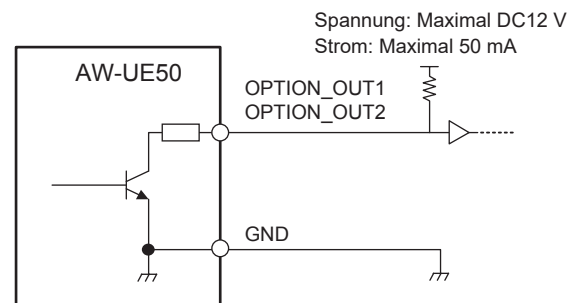 Spannung: Maximal DC12 V
Strom: Maximal 50 mA
AW-UE50
OPTION_OUT1
OPTION_OUT2
GND